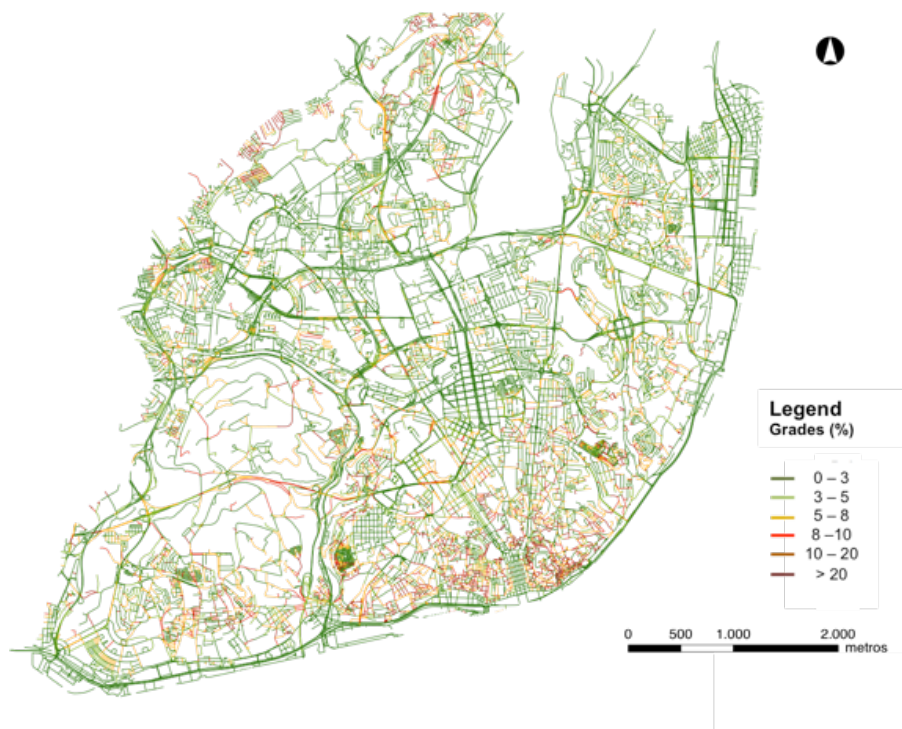 Legend
Grades (%)
0 – 3
3 – 5
5 – 8
8 –10
10 – 20
> 20
0 500 1.000 2.000
metros